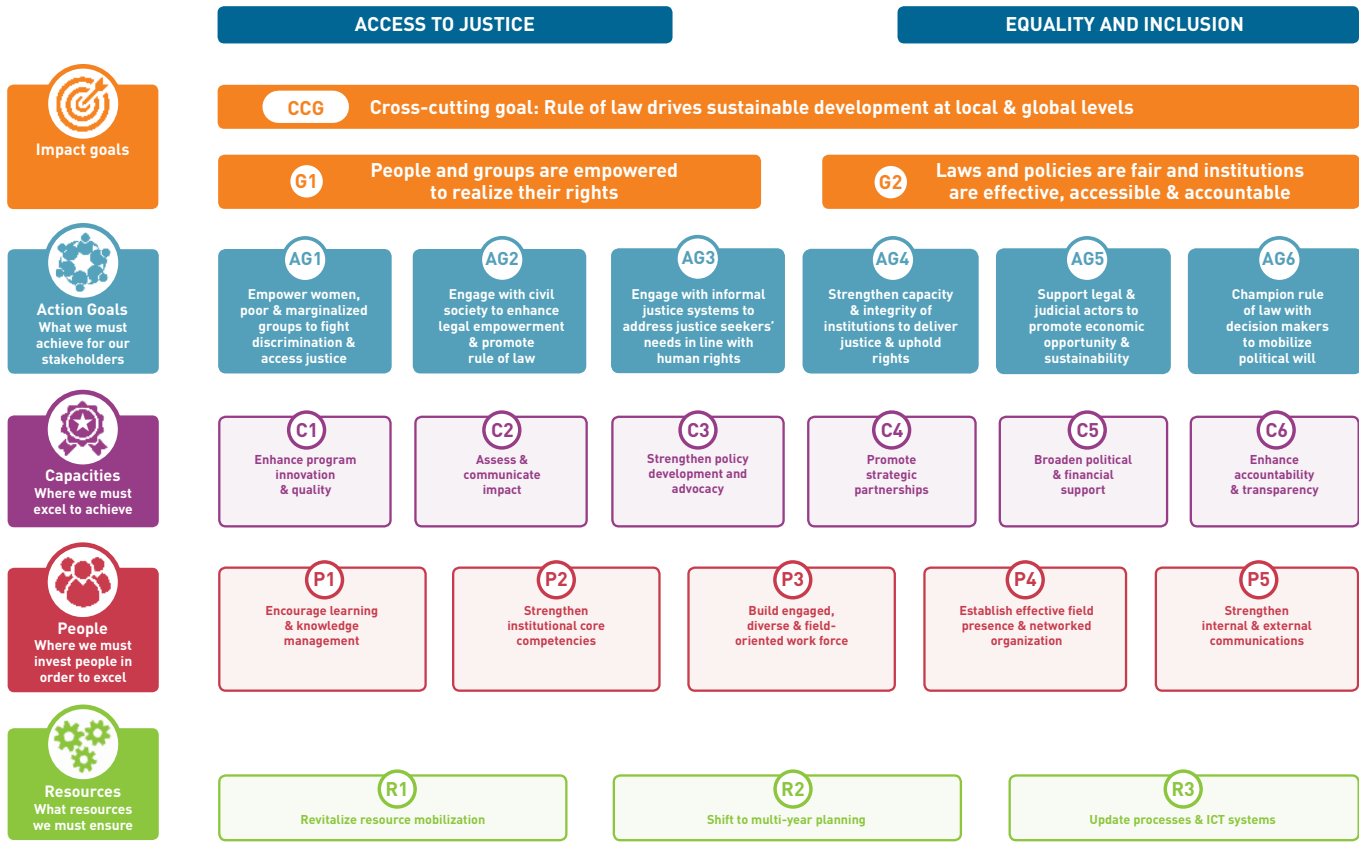 ACCESS TO JUSTICE
EQUALITY AND INCLUSION
Impact goals
CCG
Cross-cutting goal: Rule of law drives sustainable development at local & global levels
G1
People and groups are empowered
to realize their rights
G2
Laws and policies are fair and institutions
are effective, accessible & accountable
Action Goals
What we must
achieve for our
stakeholders
AG1
Empower women,
poor & marginalized
groups to fight
discrimination &
access justice
AG2
Engage with civil
society to enhance
legal empowerment
& promote
rule of law
AG3
Engage with informal
justice systems to
address justice seekers’
needs in line with
human rights
AG4
Strengthen capacity
& integrity of
institutions to deliver
justice & uphold
rights
AG5
Support legal &
judicial actors to
promote economic
opportunity &
sustainability
AG6
Champion rule
of law with
decision makers
to mobilize
political will
Capacities
Where we must
excel to achieve
C1
Enhance program
innovation
& quality
C2
Assess &
communicate
impact
C3
Strengthen policy
development and
advocacy
C4
Promote
strategic
partnerships
C5
Broaden political
& financial
support
C6
Enhance
accountability
& transparency
People
Where we must
invest people in
order to excel
P1
Encourage learning
& knowledge
management
P2
Strengthen
institutional core
competencies
P3
Build engaged,
diverse & field-
oriented work force
P4
Establish effective field
presence & networked
organization
P5
Strengthen
internal & external
communications
Resources
What resources
we must ensure
R1
Revitalize resource mobilization
R2
Shift to multi-year planning
R3
Update processes & ICT systems